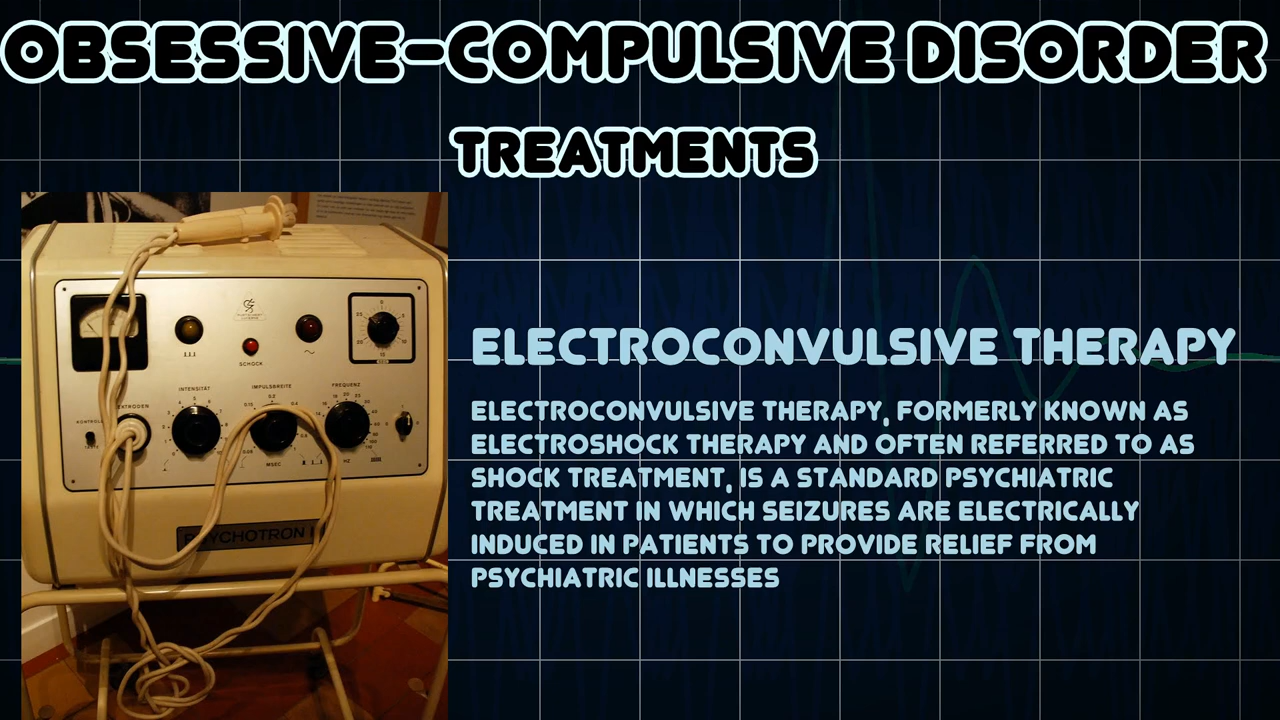 OBSESSIVE-COMPULSIVE DISORDER
TREATMENTS
ELECTROCONVULSIVE THERAPY
ELECTROCONVULSIVE THERAPY, FORMERLY KNOWN AS
ELECTROSHOCK THERAPY AND OFTEN REFERRED TO AS
SHOCK TREATMENT, IS A STANDARD PSYCHIATRIC
TREATMENT IN WHICH SEIZURES ARE ELECTRICALLY
INDUCED IN PATIENTS TO PROVIDE RELIEF FROM
PSYCHIATRIC ILLNESSES
SCHOCK
INTENSITÄT
IMPULSBREITE
FREQUENZ
MSEC
HZ